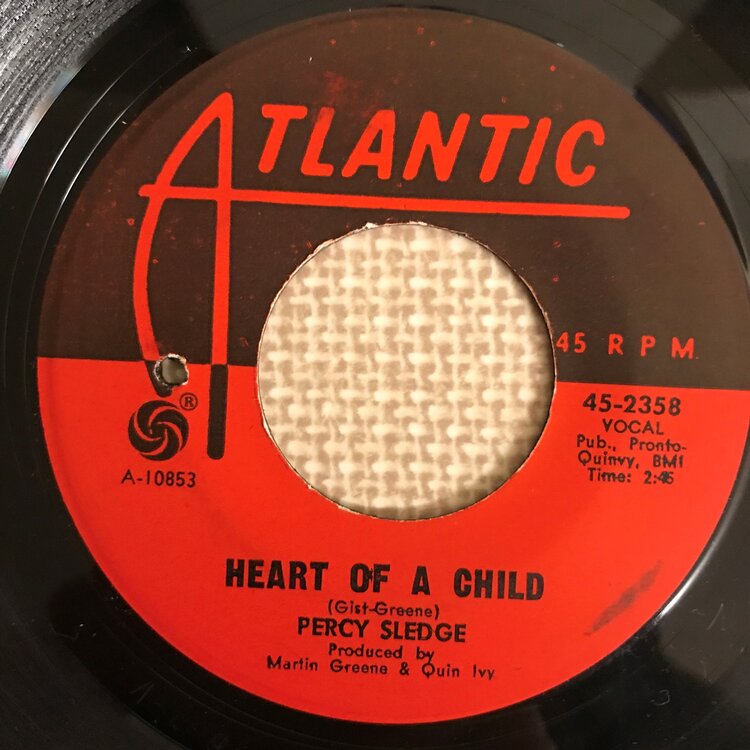 ATLANTIC
45 RPM
®
A-10853
45-2358
VOCAL
Pub., Pronto-
Quinvy, BMI
Time: 2:46
HEART OF A CHILD
(Gist-Greene)
PERCY SLEDGE
Produced by
Martin Greene & Quin Ivy